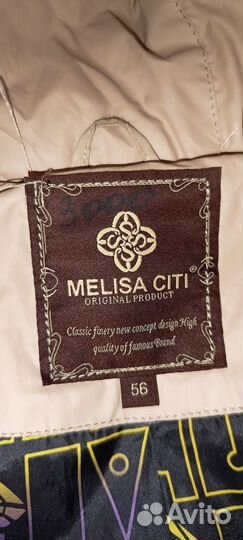 MELISA CITI®
ORIGINAL PRODUCT
Classic finery new concept design High
quality of famous Brand
56
Avito